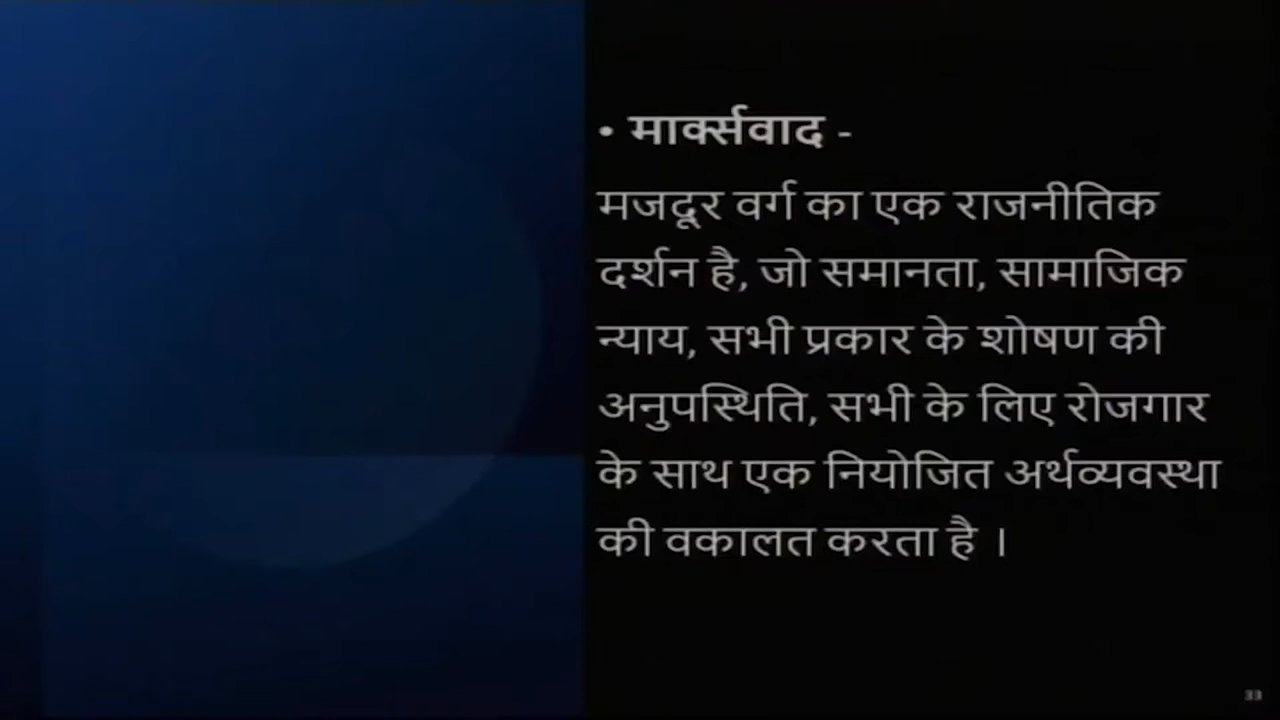 • मार्क्सवाद -
मजदूर वर्ग का एक राजनीतिक
दर्शन है, जो समानता, सामाजिक
न्याय, सभी प्रकार के शोषण की
अनुपस्थिति, सभी के लिए रोजगार
के साथ एक नियोजित अर्थव्यवस्था
की वकालत करता है ।
33